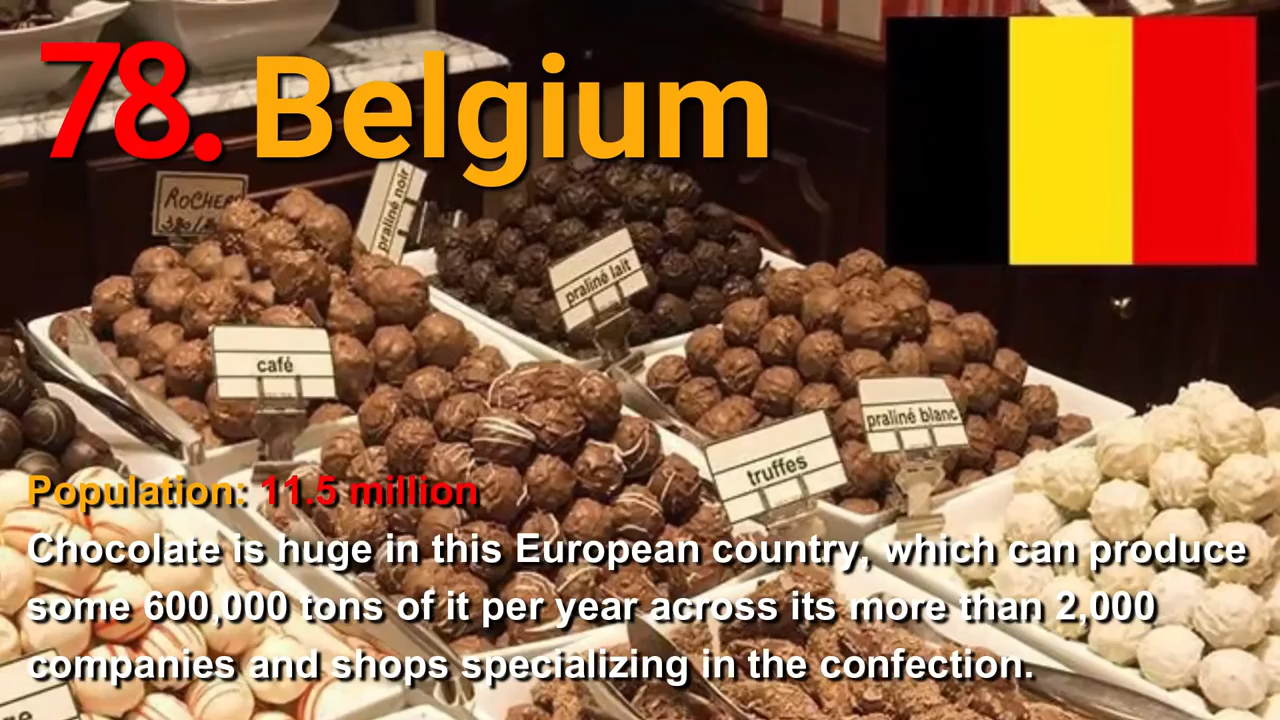 78. Belgium
praliné noir
praliné lait
café
praliné blanc
truffes
Population: 11.5 million
Chocolate is huge in this European country, which can produce
some 600,000 tons of it per year across its more than 2,000
companies and shops specializing in the confection.